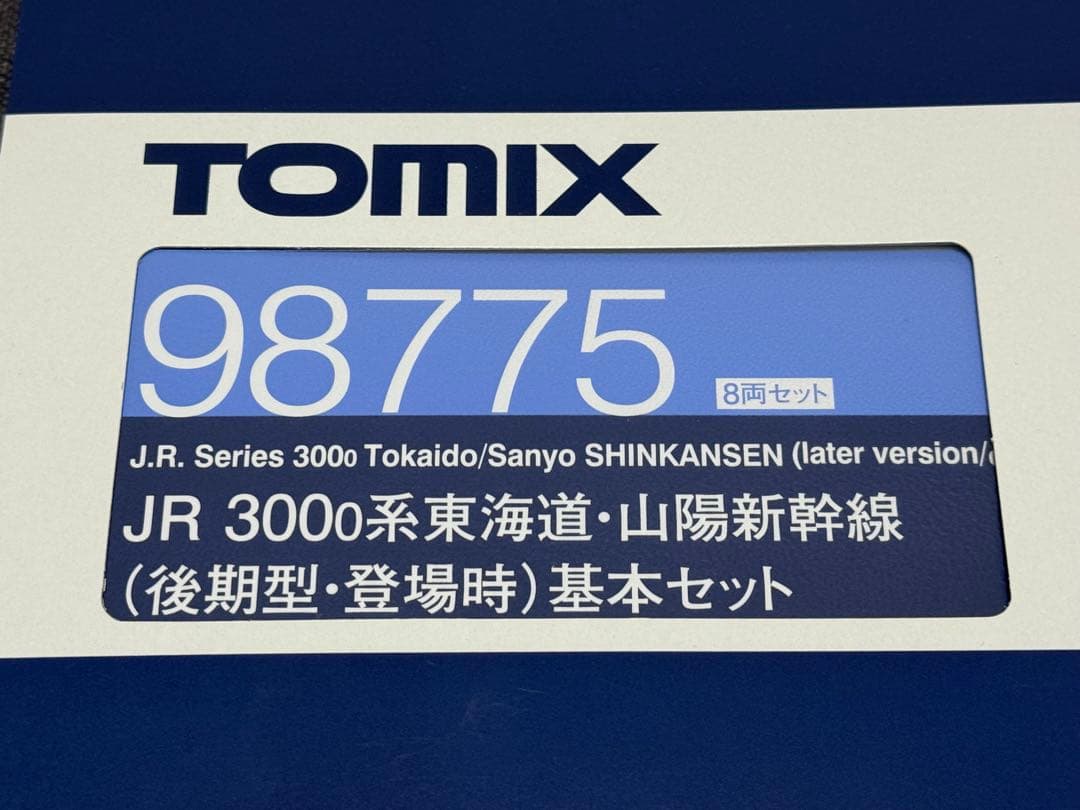 TOMIX
98775
8両セット
J.R. Series 3000 Tokaido/Sanyo SHINKANSEN (later version/
JR 3000系東海道・山陽新幹線
(後期型・登場時)基本セット